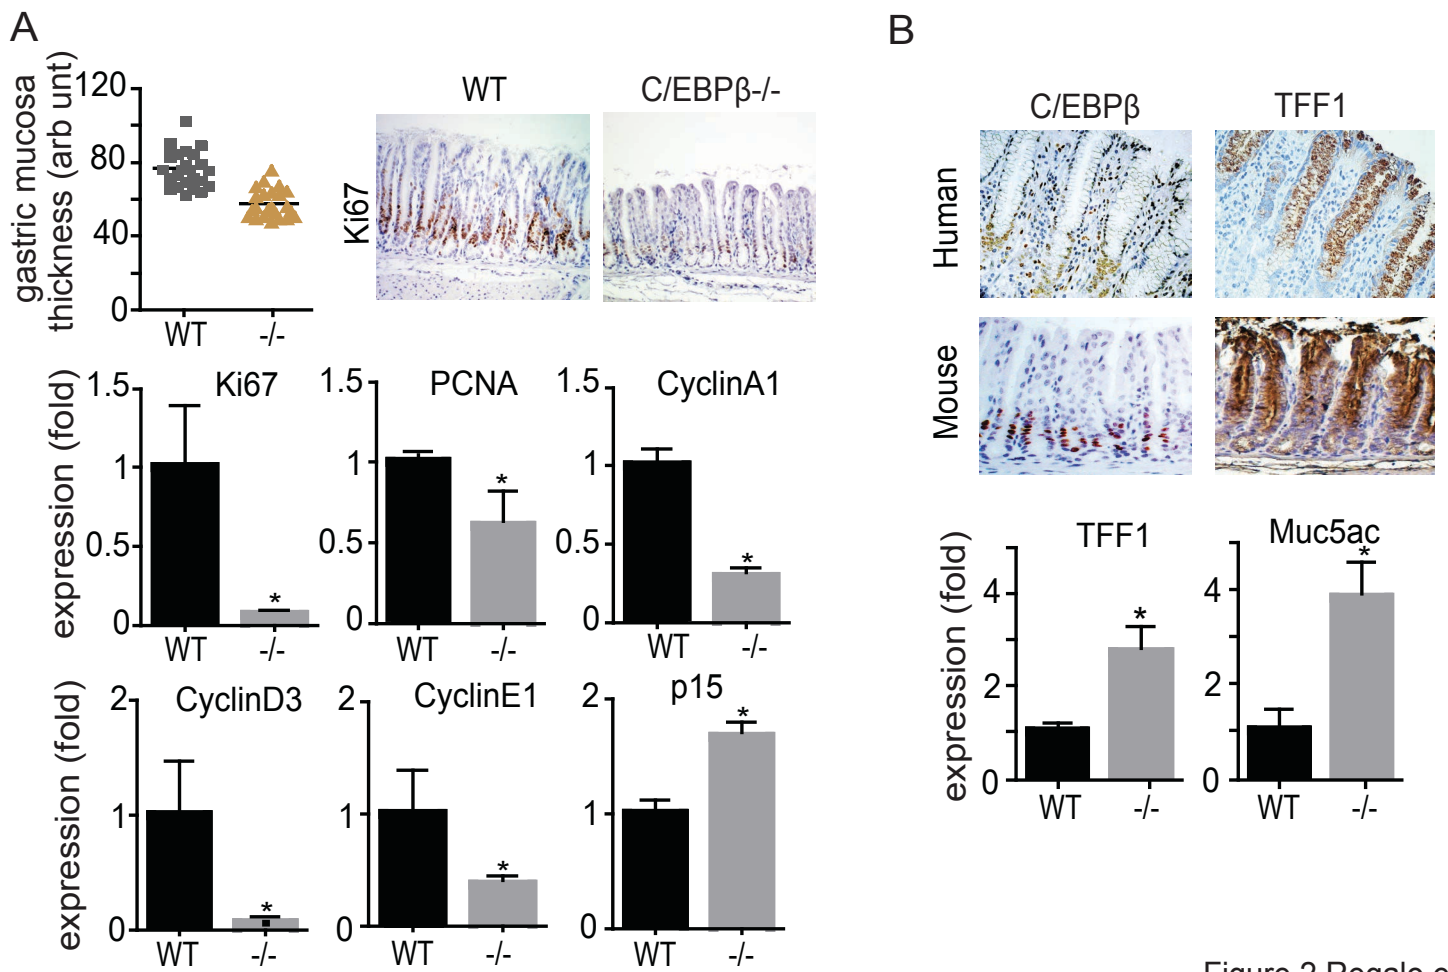 A
B
gastric mucosa
thickness (arb unt)
120
80
40
0
WT
-/-
WT
C/EBPβ-/-
Ki67
C/EBPβ
TFF1
Human
Mouse
expression (fold)
1.5
1
0.5
0
Ki67
*
WT
-/-
1.5
1
0.5
0
PCNA
*
WT
-/-
1.5
1
0.5
0
CyclinA1
*
WT
-/-
expression (fold)
2
1
0
CyclinD3
*
WT
-/-
2
1
0
CyclinE1
*
WT
-/-
2
1
0
p15
*
WT
-/-
expression (fold)
4
2
0
TFF1
*
WT
-/-
4
2
0
Muc5ac
*
WT
-/-
Figure 2 Regalo